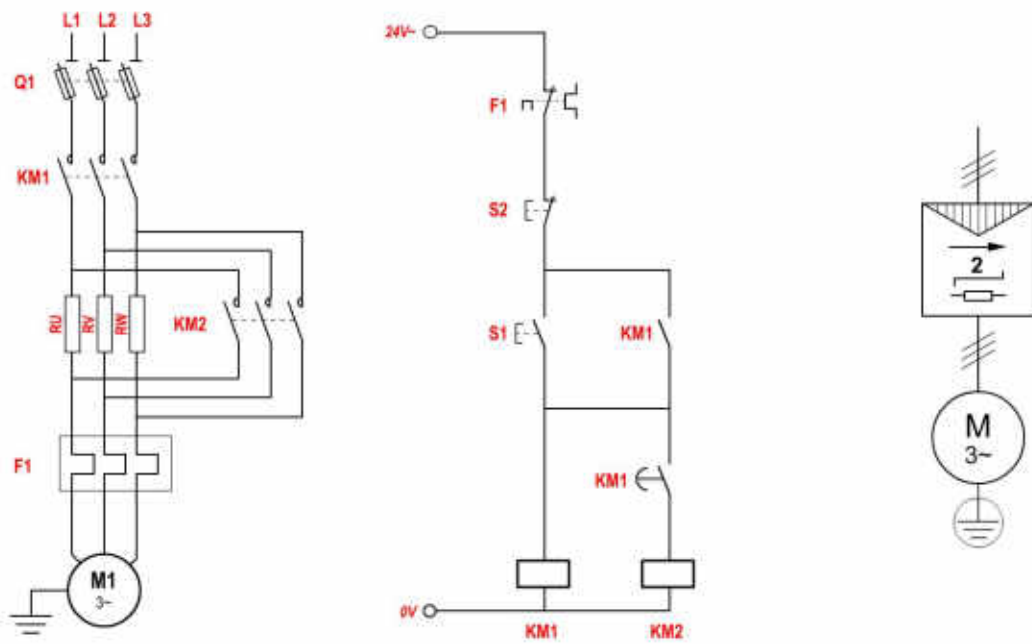 L1 L2 L3
Q1
KM1
RU RV RW
KM2
F1
M1
3~
24V~
F1
S2
S1
KM1
KM1
0V
KM1 KM2
2
M
3~